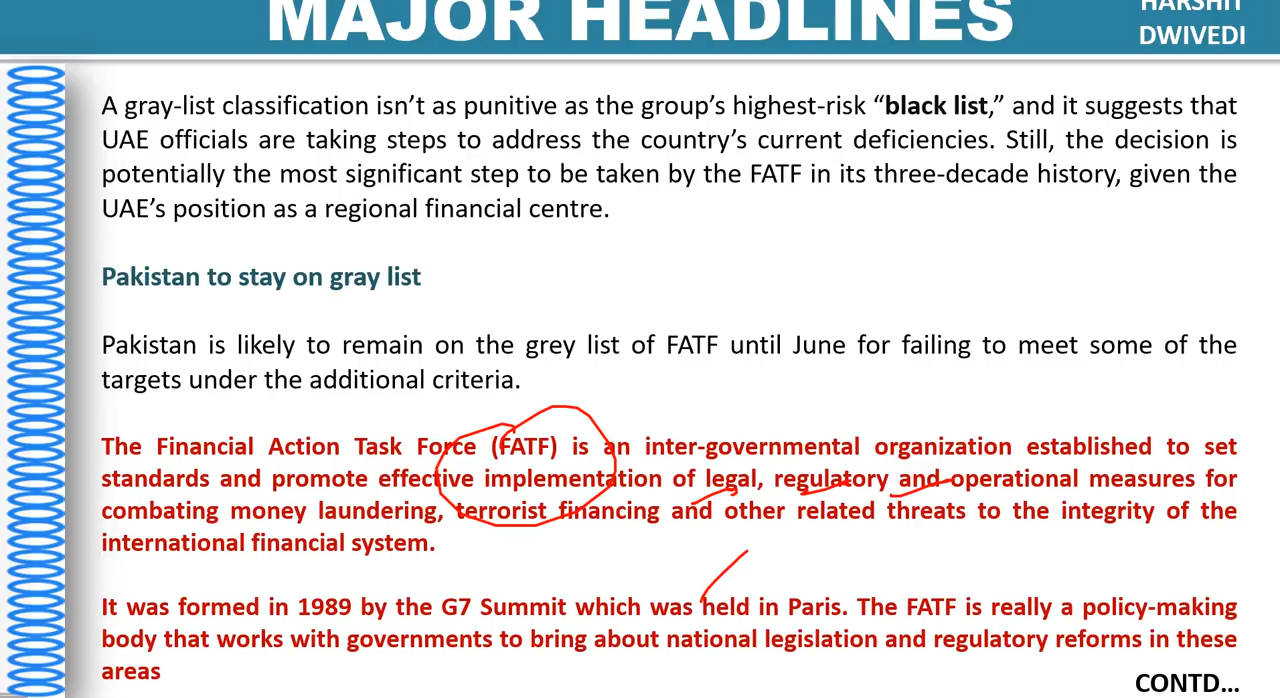 MAJOR HEADLINES
HARSHIT
DWIVEDI
A gray-list classification isn’t as punitive as the group’s highest-risk “black list,” and it suggests that
UAE officials are taking steps to address the country’s current deficiencies. Still, the decision is
potentially the most significant step to be taken by the FATF in its three-decade history, given the
UAE’s position as a regional financial centre.
Pakistan to stay on gray list
Pakistan is likely to remain on the grey list of FATF until June for failing to meet some of the
targets under the additional criteria.
The Financial Action Task Force (FATF) is an inter-governmental organization established to set
standards and promote effective implementation of legal, regulatory and operational measures for
combating money laundering, terrorist financing and other related threats to the integrity of the
international financial system.
It was formed in 1989 by the G7 Summit which was held in Paris. The FATF is really a policy-making
body that works with governments to bring about national legislation and regulatory reforms in these
areas
CONTD...